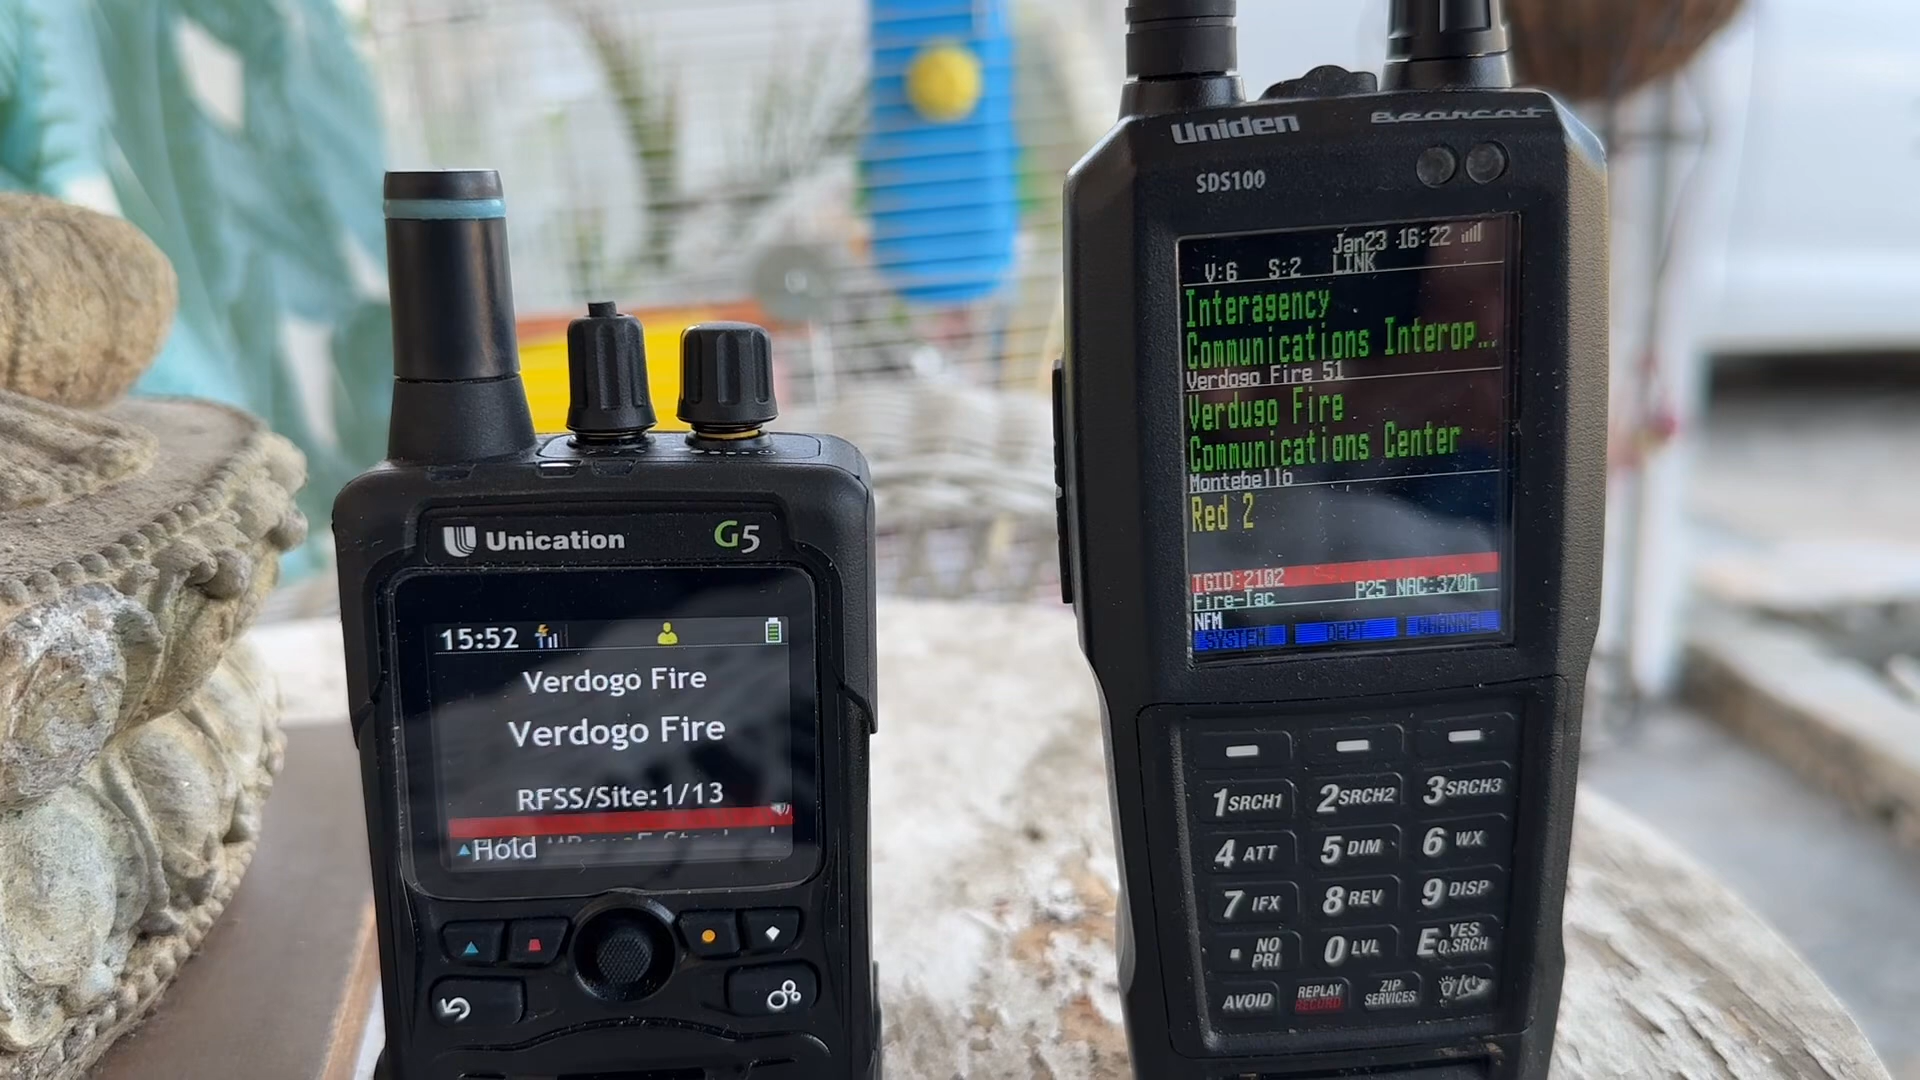 Unication G5
15:52
Verdogo Fire
Verdogo Fire
RFSS/Site:1/13
Hold
Uniden Bearcat
SDS100
Jan23 16:22
V:6 S:2 LINK
Interagency
Communications Interop...
Verdogo Fire 51
Verdugo Fire
Communications Center
Montebello
Red 2
TGID:2102
Fire-Tac P25 NAC:370h
NFM
SYSTEM DEPT CHANNEL
1 SRCH1 2 SRCH2 3 SRCH3
4 ATT 5 DIM 6 WX
7 IFX 8 REV 9 DISP
. NO PRI 0 LVL E YES Q.SRCH
AVOID REPLAY RECORD ZIP SERVICES